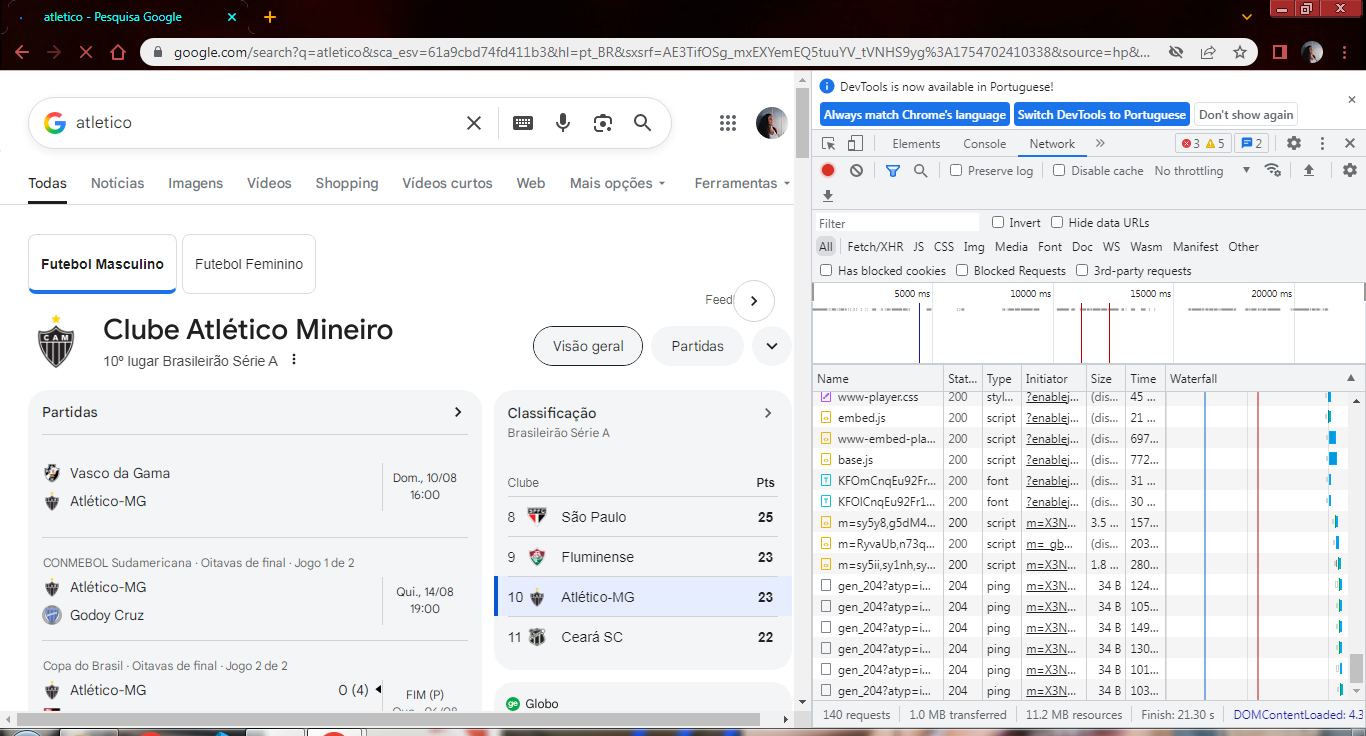 atletico - Pesquisa Google
google.com/search?q=atletico&sca_esv=61a9cbd74fd411b3&hl=pt_BR&sxsrf=AE3TifOSg_mxEXYemEQ5tuuYV_tVNHS9yg%3A1754702410338&source=hp&...
atletico
Todas Notícias Imagens Vídeos Shopping Vídeos curtos Web Mais opções Ferramentas
Futebol Masculino Futebol Feminino
Feed
Clube Atlético Mineiro
10º lugar Brasileirão Série A
Visão geral Partidas
Partidas
Vasco da Gama
Atlético-MG
Dom., 10/08
16:00
CONMEBOL Sudamericana · Oitavas de final · Jogo 1 de 2
Atlético-MG
Godoy Cruz
Qui., 14/08
19:00
Copa do Brasil · Oitavas de final · Jogo 2 de 2
Atlético-MG 0 (4)
FIM (P)
Classificação
Brasileirão Série A
Clube Pts
8 São Paulo 25
9 Fluminense 23
10 Atlético-MG 23
11 Ceará SC 22
ge Globo
DevTools is now available in Portuguese!
Always match Chrome's language Switch DevTools to Portuguese Don't show again
Elements Console Network 3 5 2
Preserve log Disable cache No throttling
Filter Invert Hide data URLs
All Fetch/XHR JS CSS Img Media Font Doc WS Wasm Manifest Other
Has blocked cookies Blocked Requests 3rd-party requests
5000 ms 10000 ms 15000 ms 20000 ms
Name Stat... Type Initiator Size Time Waterfall
www-player.css 200 styl... ?enablej... (dis... 45 ...
embed.js 200 script ?enablej... (dis... 21 ...
www-embed-pla... 200 script ?enablej... (dis... 697...
base.js 200 script ?enablej... (dis... 772...
KFOmCnqEu92Fr... 200 font ?enablej... (dis... 31 ...
KFOlCnqEu92Fr1... 200 font ?enablej... (dis... 30 ...
m=sy5y8,g5dM4... 200 script m=X3N... 3.5 ... 157...
m=RyvaUb,n73q... 200 script m=_gb... (dis... 203...
m=sy5ii,sy1nh,sy... 200 script m=X3N... 1.8 ... 280...
gen_204?atyp=i... 204 ping m=X3N... 34 B 124...
gen_204?atyp=i... 204 ping m=X3N... 34 B 105...
gen_204?atyp=i... 204 ping m=X3N... 34 B 149...
gen_204?atyp=i... 204 ping m=X3N... 34 B 130...
gen_204?atyp=i... 204 ping m=X3N... 34 B 101...
gen_204?atyp=i... 204 ping m=X3N... 34 B 103...
140 requests 1.0 MB transferred 11.2 MB resources Finish: 21.30 s DOMContentLoaded: 4.3